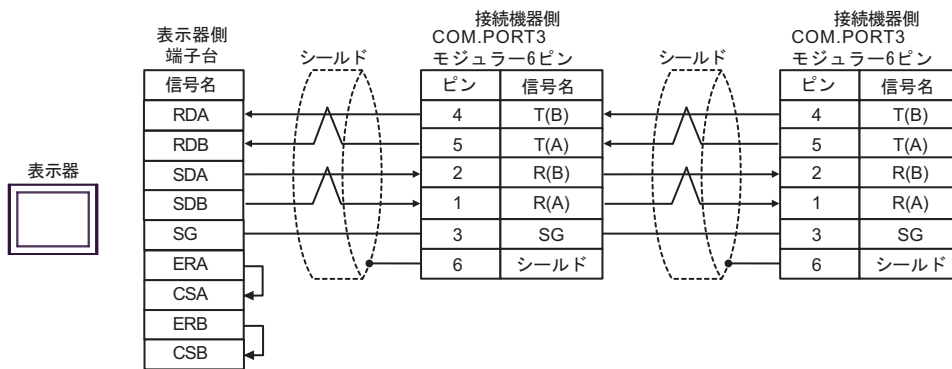 表示器
表示器側
端子台
信号名
RDA
RDB
SDA
SDB
SG
ERA
CSA
ERB
CSB
シールド
接続機器側
COM.PORT3
モジュラー6ピン
ピン 信号名
4 T(B)
5 T(A)
2 R(B)
1 R(A)
3 SG
6 シールド
シールド
接続機器側
COM.PORT3
モジュラー6ピン
ピン 信号名
4 T(B)
5 T(A)
2 R(B)
1 R(A)
3 SG
6 シールド